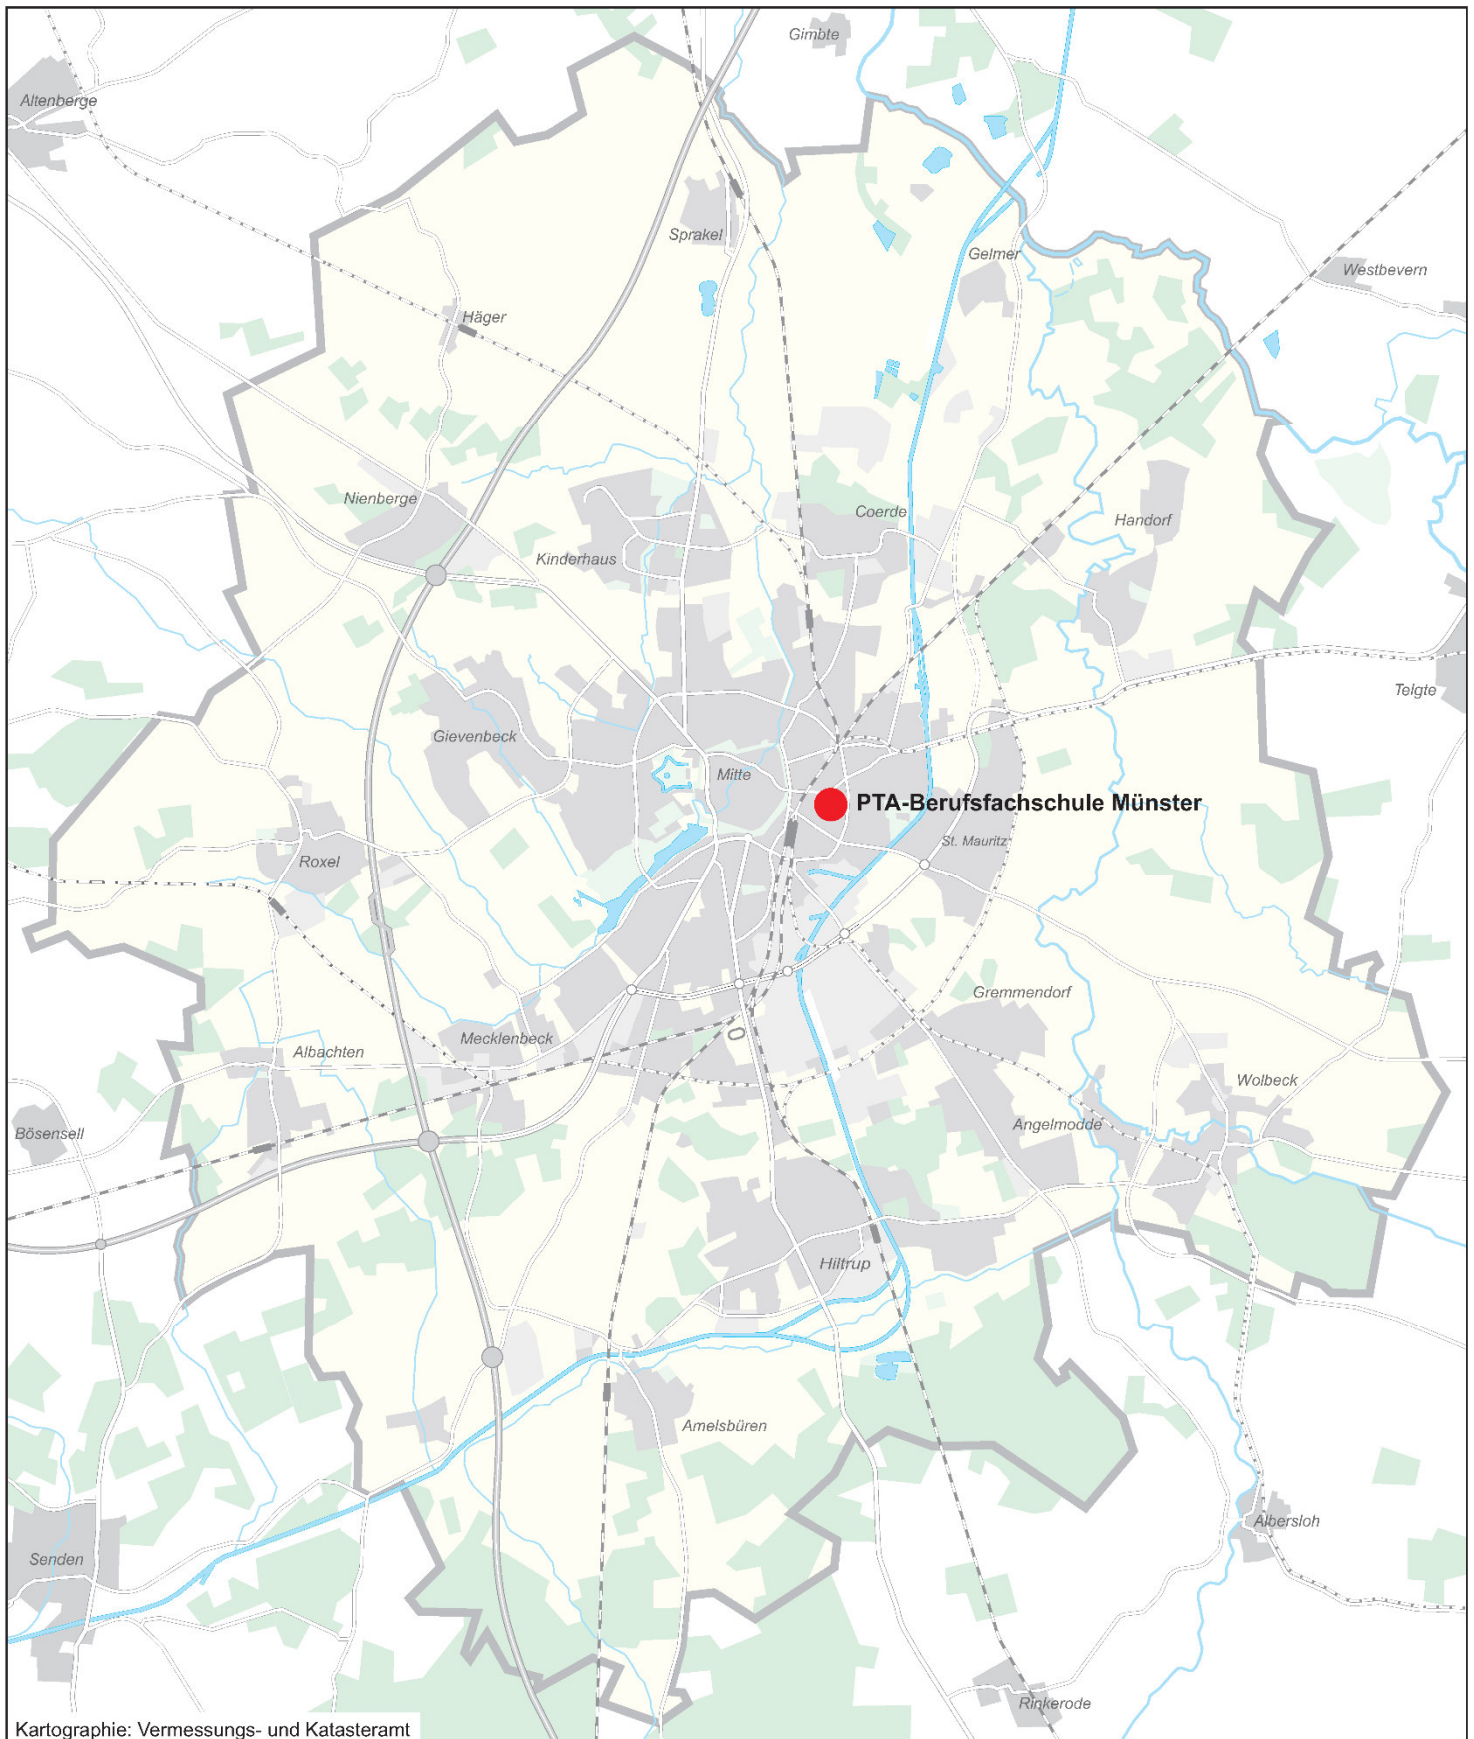 Gimbte
Altenberge
Sprakel
Gelmer
Westbevern
Häger
Nienberge
Coerde
Handorf
Kinderhaus
Telgte
Gievenbeck
Mitte
PTA-Berufsfachschule Münster
St. Mauritz
Roxel
Gremmendorf
Mecklenbeck
Albachten
Wolbeck
Angelmodde
Bösensell
Hiltrup
Amelsbüren
Albersloh
Senden
Rinkerode
Kartographie: Vermessungs- und Katasteramt